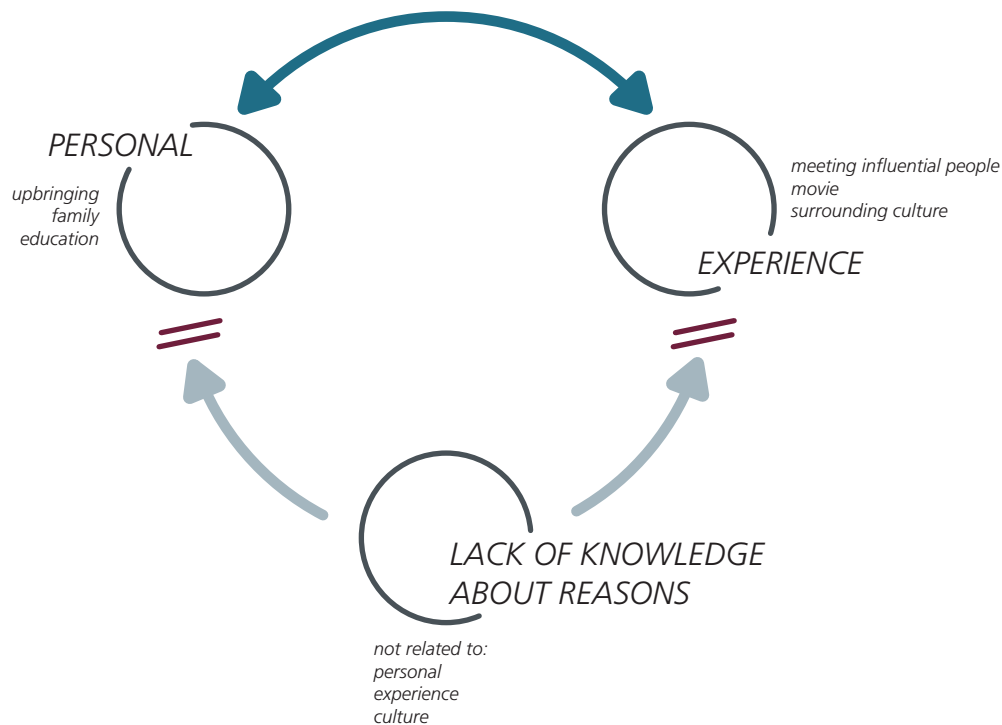 PERSONAL
upbringing
family
education
meeting influential people
movie
surrounding culture
EXPERIENCE
LACK OF KNOWLEDGE
ABOUT REASONS
not related to:
personal
experience
culture